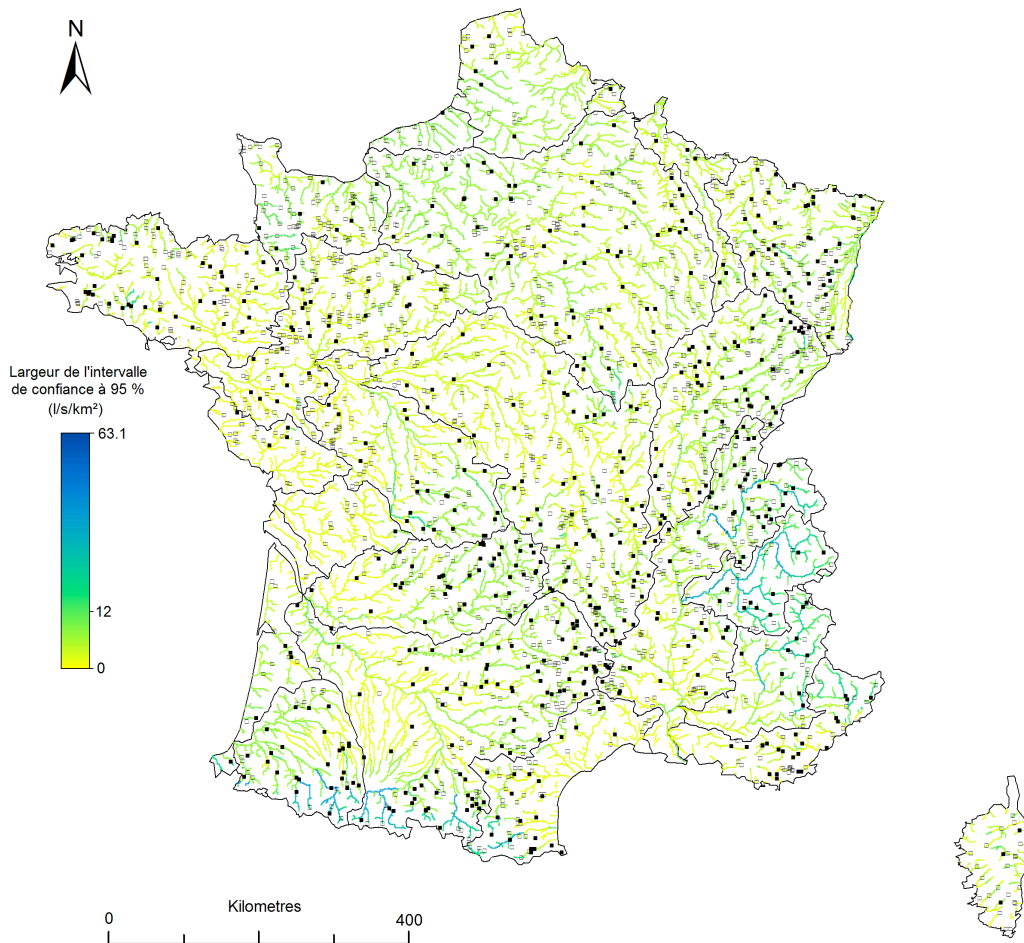 N
Largeur de l'intervalle
de confiance à 95 %
(l/s/km²)
63.1
12
0
Kilometres
0
400